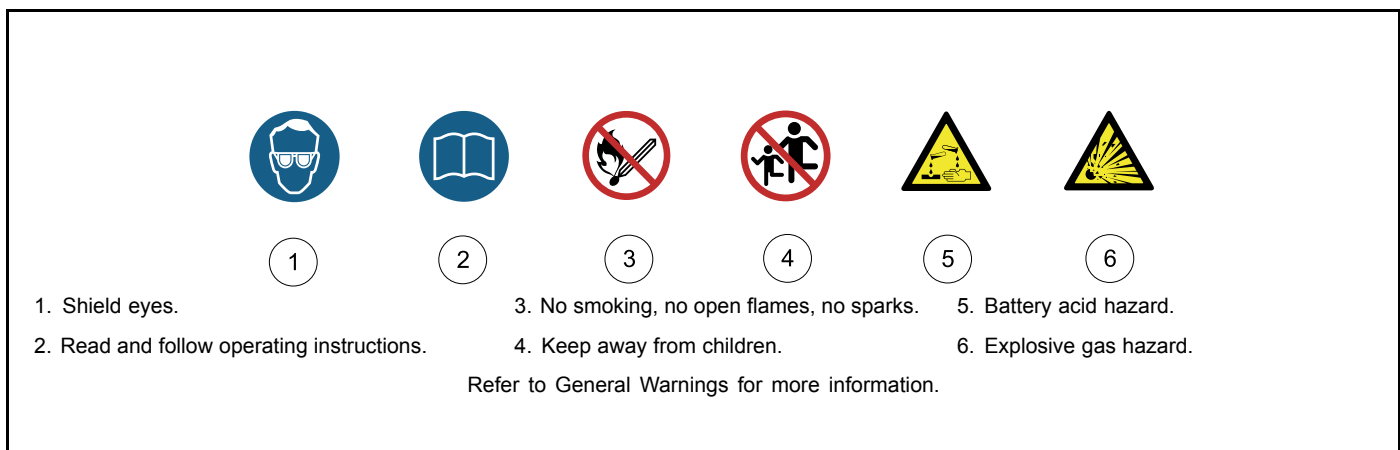 1 2 3 4 5 6
1. Shield eyes. 3. No smoking, no open flames, no sparks. 5. Battery acid hazard.
2. Read and follow operating instructions. 4. Keep away from children. 6. Explosive gas hazard.
Refer to General Warnings for more information.